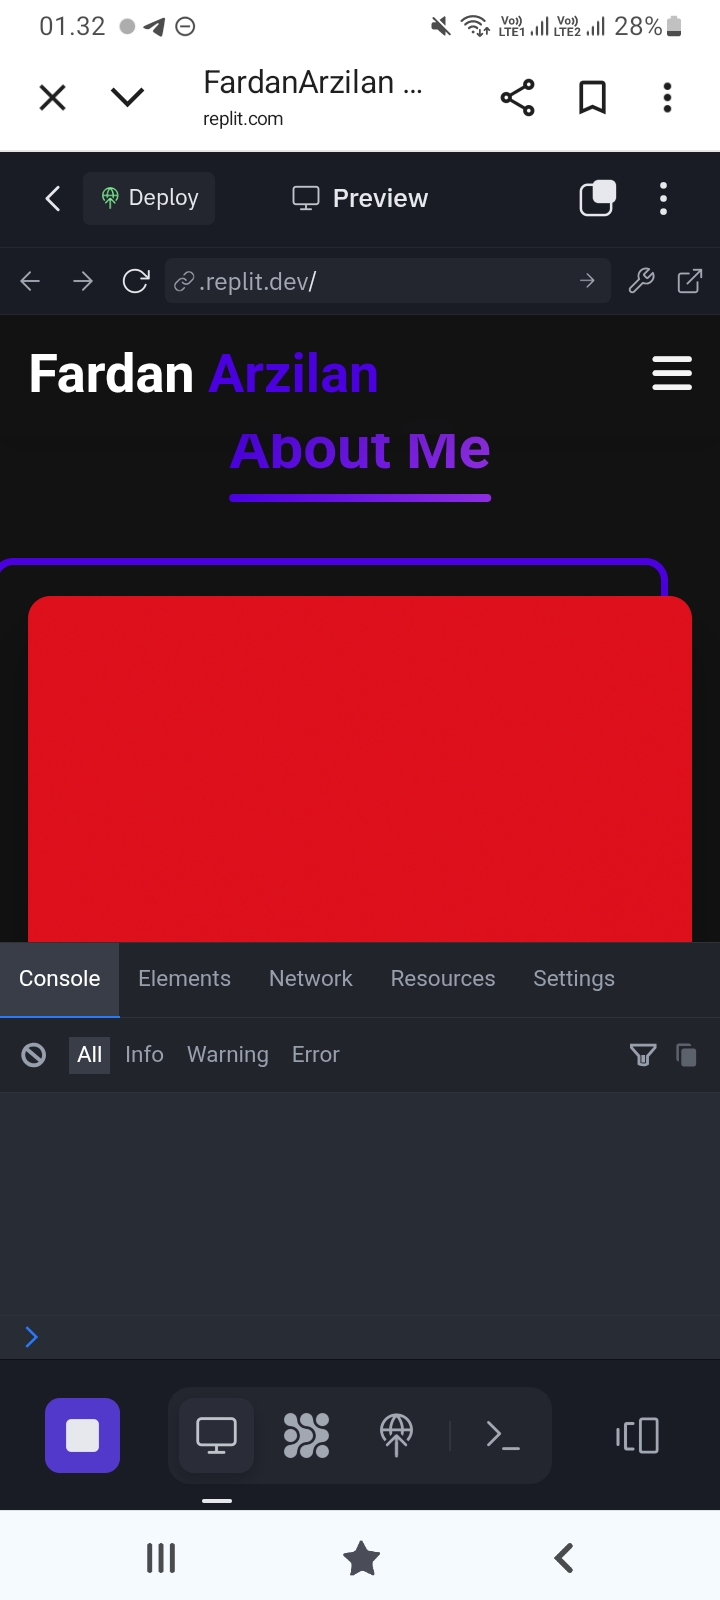 01.32
Vo)) LTE1 Vo)) LTE2 28%
FardanArzilan ...
replit.com
Deploy Preview
.replit.dev/
Fardan Arzilan
About Me
Console Elements Network Resources Settings
All Info Warning Error